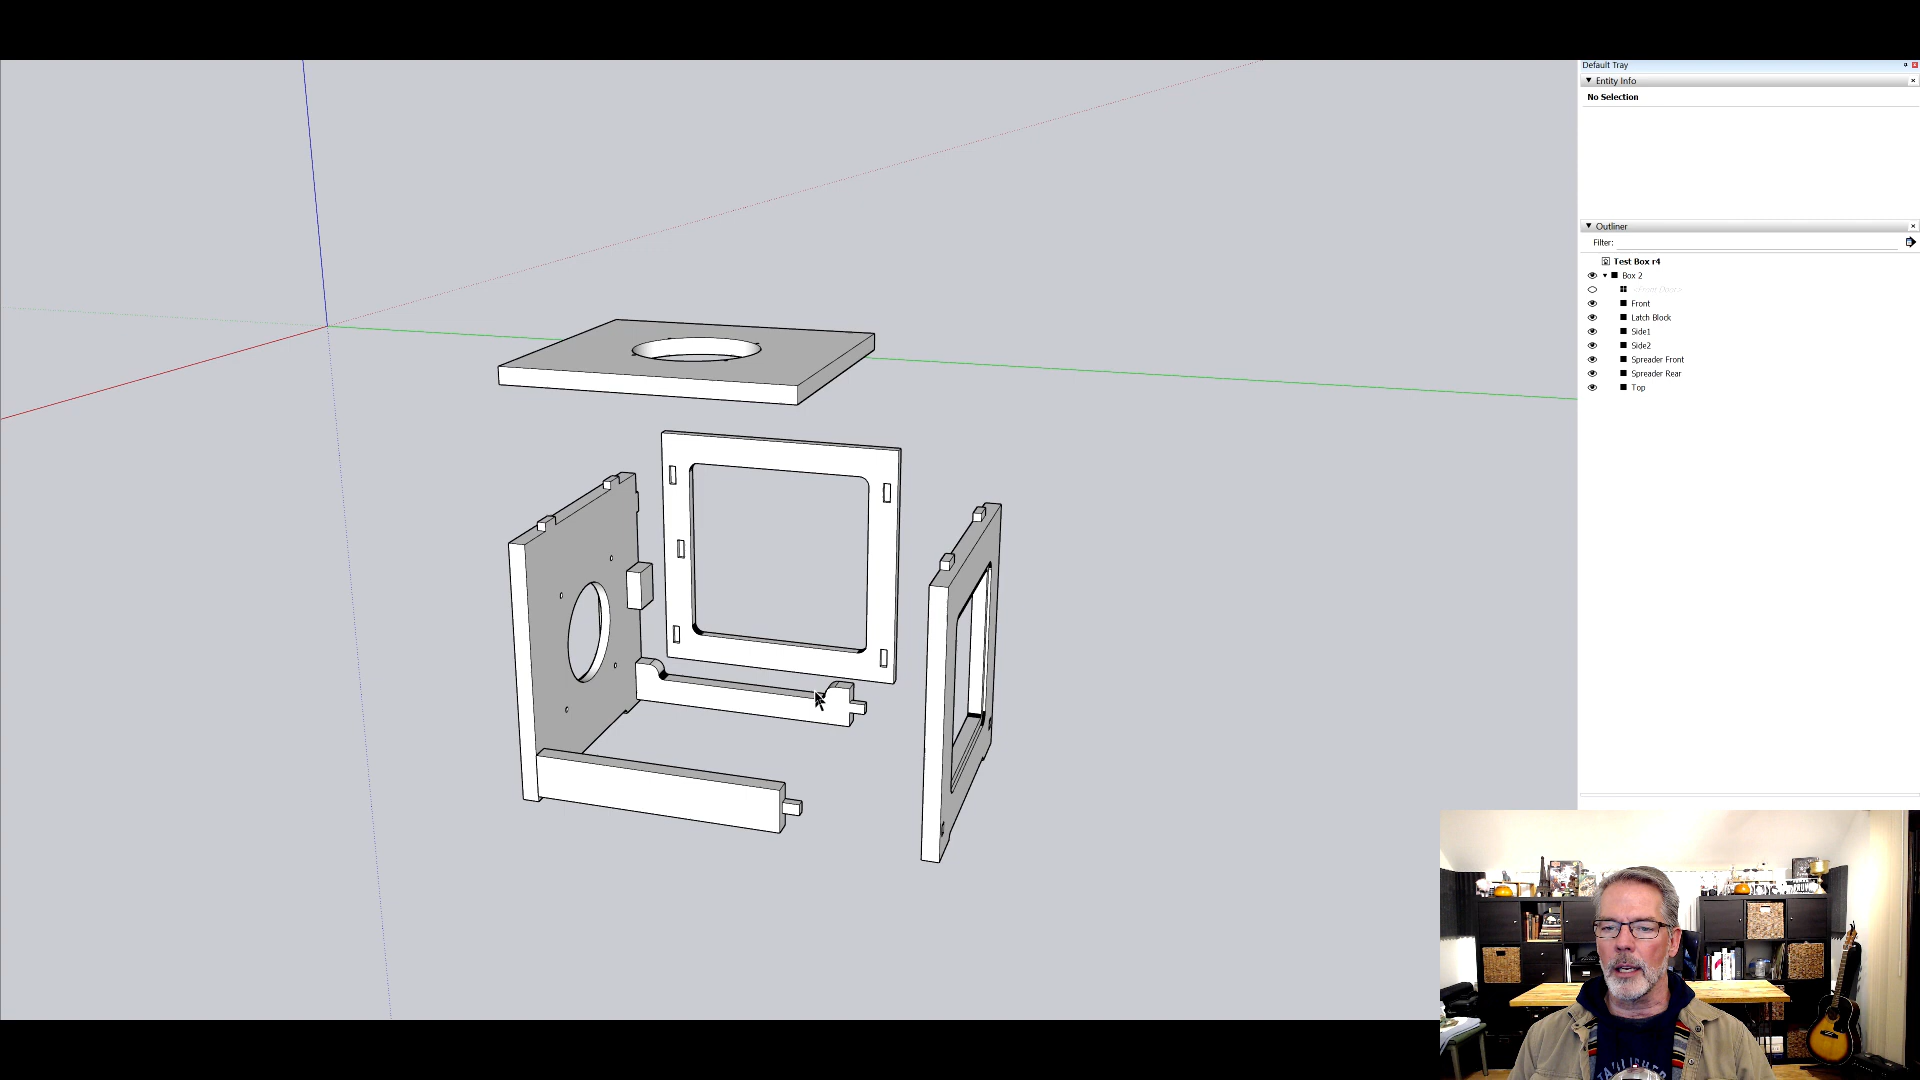 Default Tray
Entity Info
No Selection
Outliner
Filter:
Test Box r4
Box 2
Front
Latch Block
Side1
Side2
Spreader Front
Spreader Rear
Top